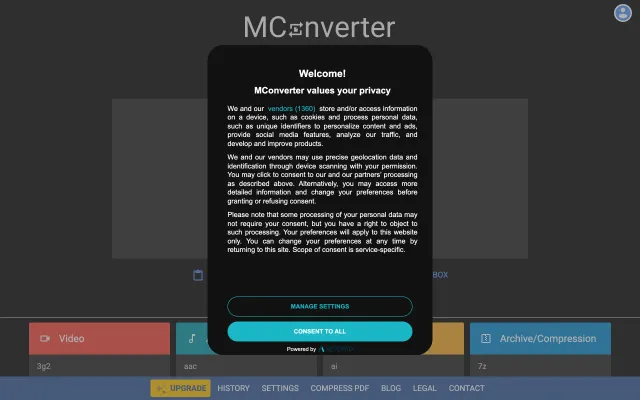 MConverter
Welcome!
MConverter values your privacy
We and our vendors (1360) store and/or access information
on a device, such as cookies and process personal data,
such as unique identifiers to personalize content and ads,
provide social media features, analyze our traffic, and
develop and improve products.
We and our vendors may use precise geolocation data and
identification through device scanning with your permission.
You may click to consent to our and our partners' processing
as described above. Alternatively, you may access more
detailed information and change your preferences before
granting or refusing consent.
Please note that some processing of your personal data may
not require your consent, but you have a right to object to
such processing. Your preferences will apply to this website
only. You can change your preferences at any time by
returning to this site. Scope of consent is service-specific.
BOX
MANAGE SETTINGS
CONSENT TO ALL
Powered by
Video
Archive/Compression
3g2
aac
ai
7z
UPGRADE HISTORY SETTINGS COMPRESS PDF BLOG LEGAL CONTACT